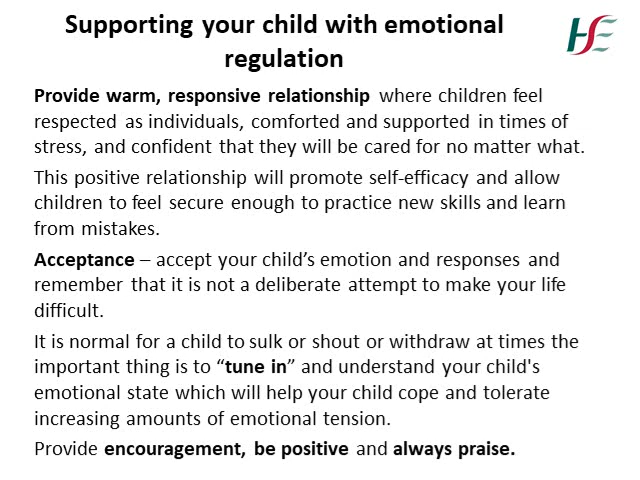 Supporting your child with emotional
regulation
HSE
Provide warm, responsive relationship where children feel
respected as individuals, comforted and supported in times of
stress, and confident that they will be cared for no matter what.
This positive relationship will promote self-efficacy and allow
children to feel secure enough to practice new skills and learn
from mistakes.
Acceptance – accept your child’s emotion and responses and
remember that it is not a deliberate attempt to make your life
difficult.
It is normal for a child to sulk or shout or withdraw at times the
important thing is to “tune in” and understand your child's
emotional state which will help your child cope and tolerate
increasing amounts of emotional tension.
Provide encouragement, be positive and always praise.